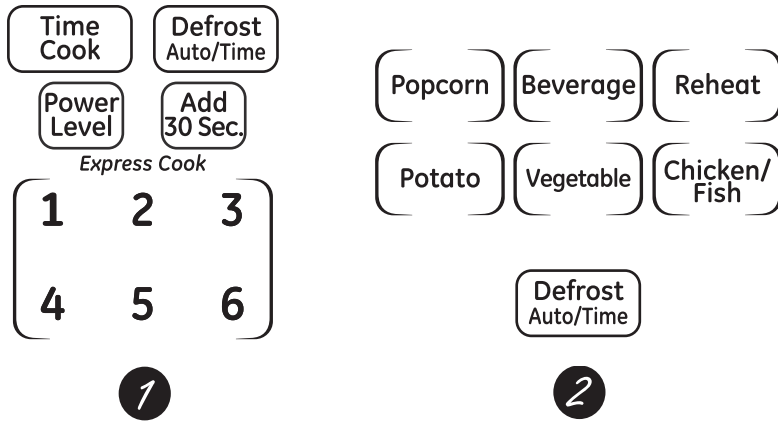 Time
Cook
Defrost
Auto/Time
Power
Level
Add
30 Sec.
Express Cook
1 2 3
4 5 6
1
Popcorn Beverage Reheat
Potato Vegetable Chicken/
Fish
Defrost
Auto/Time
2